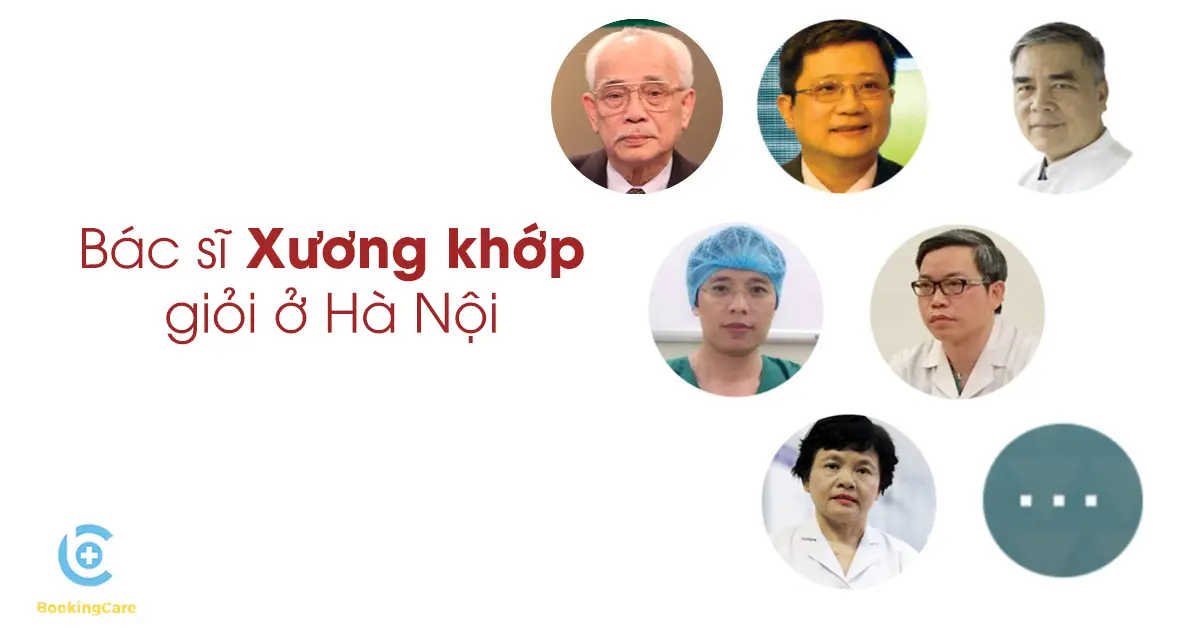 Bác sĩ Xương khớp
giỏi ở Hà Nội
BookingCare